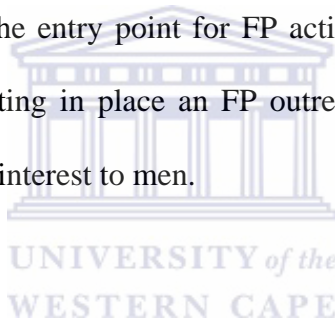 he entry point for FP acti
ting in place an FP outre
interest to men.
UNIVERSITY of the
WESTERN CAPE